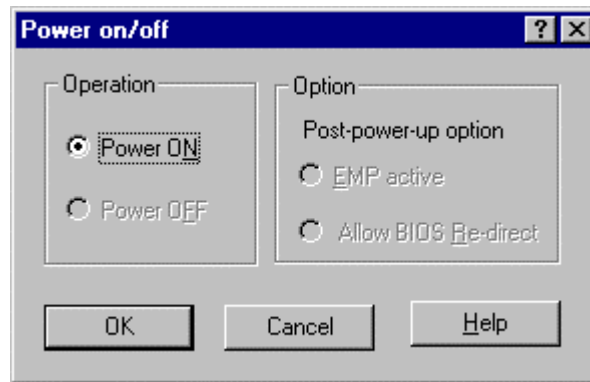 Power on/off
Operation
Power ON
Power OFF
Option
Post-power-up option
EMP active
Allow BIOS Re-direct
OK
Cancel
Help